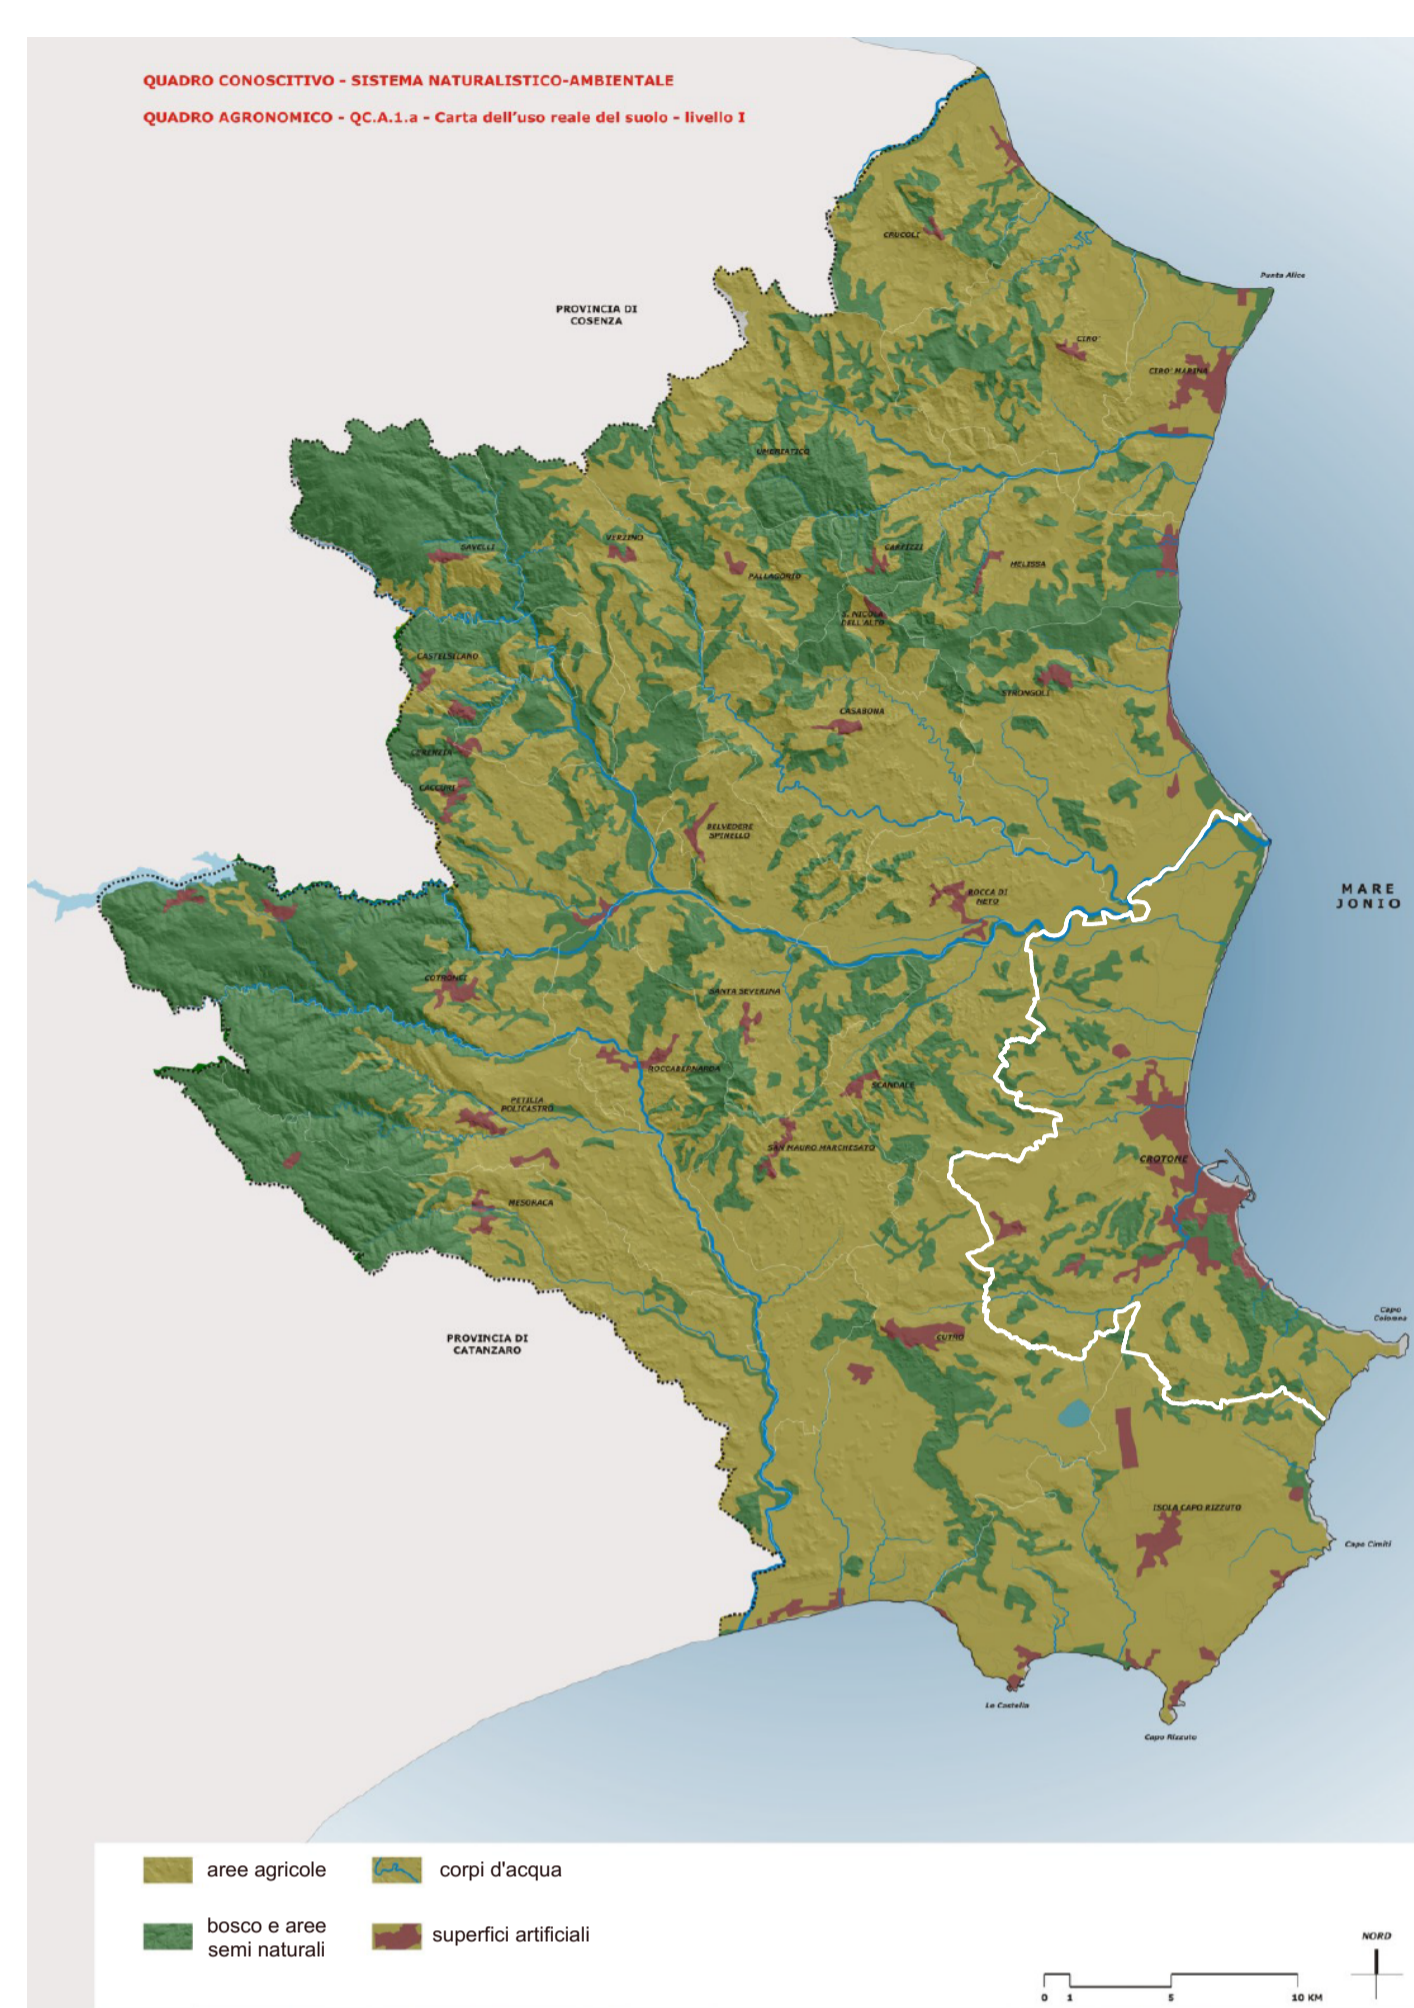 QUADRO CONOSCITIVO - SISTEMA NATURALISTICO-AMBIENTALE
QUADRO AGRONOMICO - QC.A.1.a - Carta dell'uso reale del suolo - livello I
CRUCOLI
Punta Alice
PROVINCIA DI
COSENZA
CIRO'
CIRO' MARINA
UMBRIATICO
VERZINO
SAVELLI
CARFIZZI
MELISSA
PALLAGORIO
S. NICOLA
DELL'ALTO
CASTELSILANO
STRONGOLI
CASABONA
CERENZIA
CACCURI
BELVEDERE
SPINELLO
MARE
JONIO
ROCCA DI
NETO
COTRONEI
SANTA SEVERINA
ROCCABERNARDA
SCANDALE
PETILIA
POLICASTRO
SAN MAURO MARCHESATO
CROTONE
MESORACA
Capo
Colonna
PROVINCIA DI
CATANZARO
CUTRO
ISOLA CAPO RIZZUTO
Capo Cimiti
Le Castella
Capo Rizzuto
aree agricole
corpi d'acqua
bosco e aree
semi naturali
superfici artificiali
NORD
0 1 5 10 KM